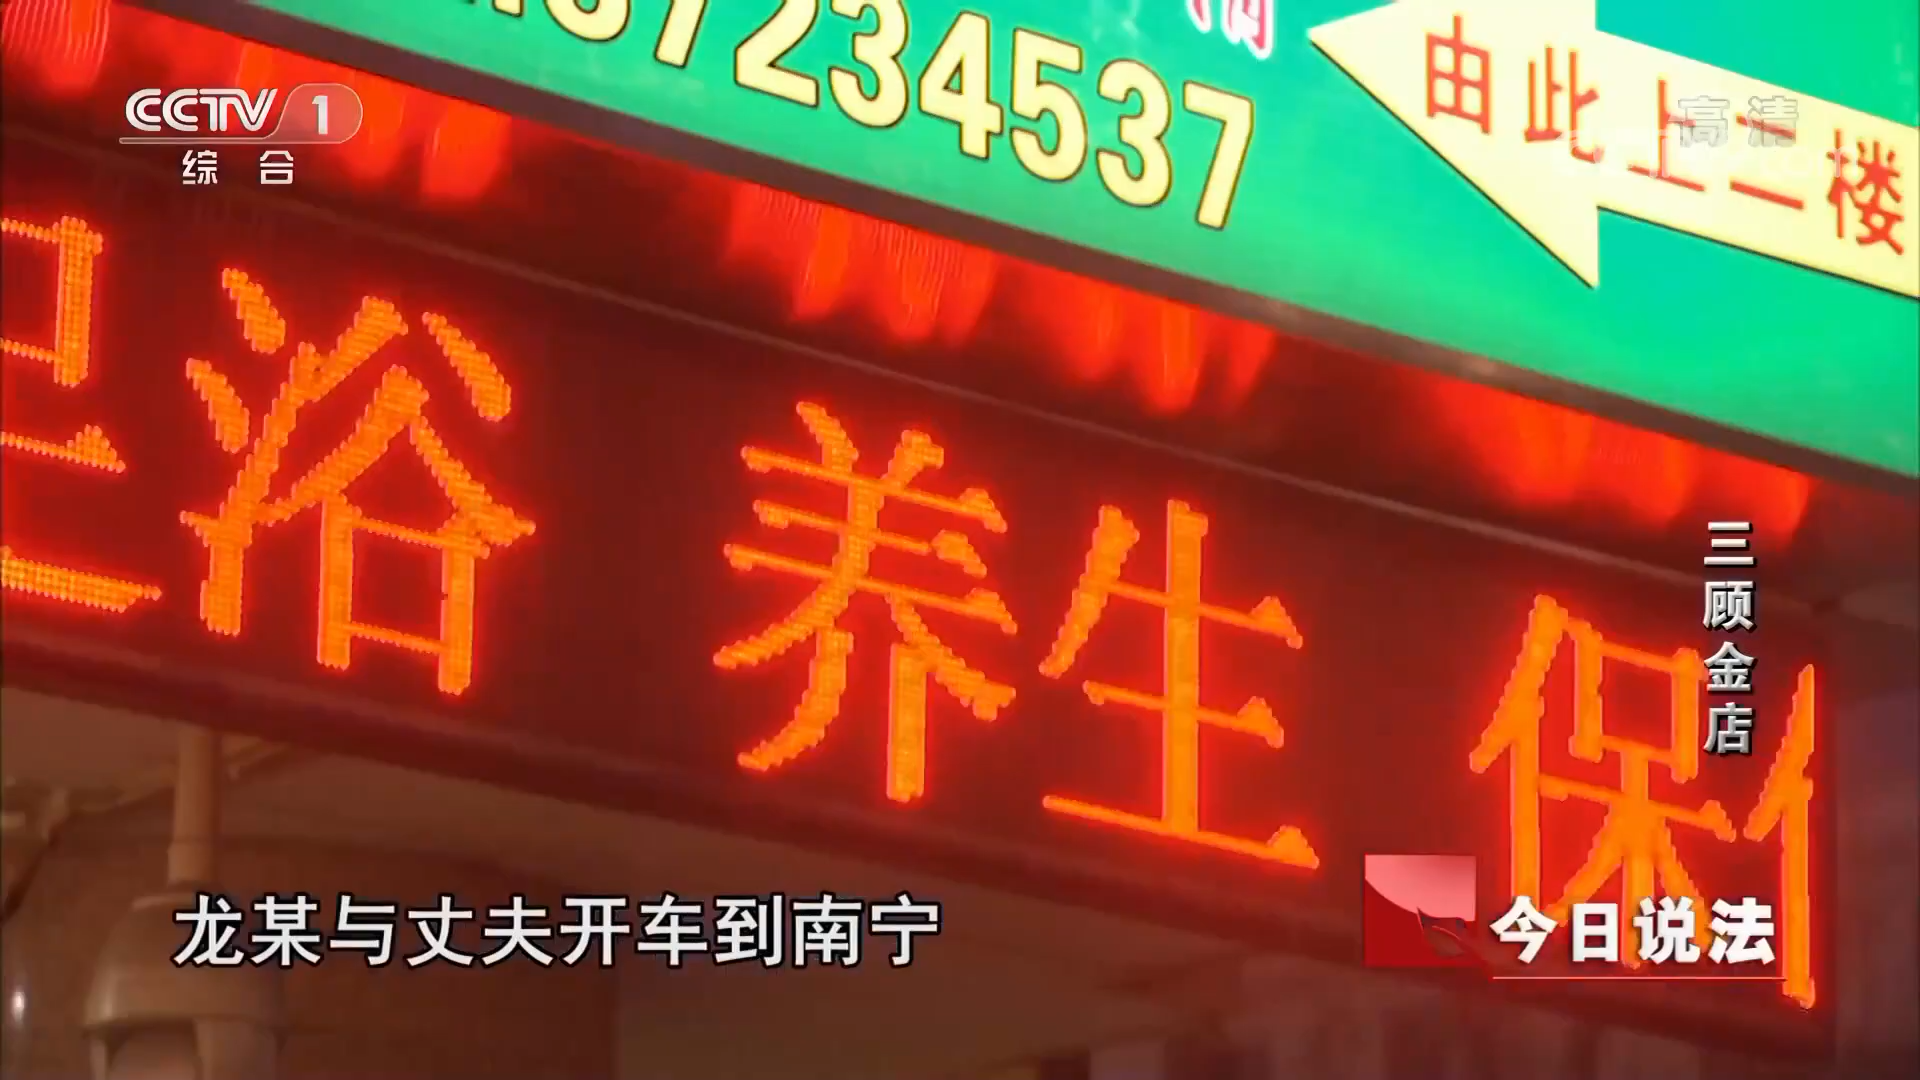 CCTV 1
综合
37234537
由此上二楼
高清
浴 养生 保
三顾金店
龙某与丈夫开车到南宁
今日说法